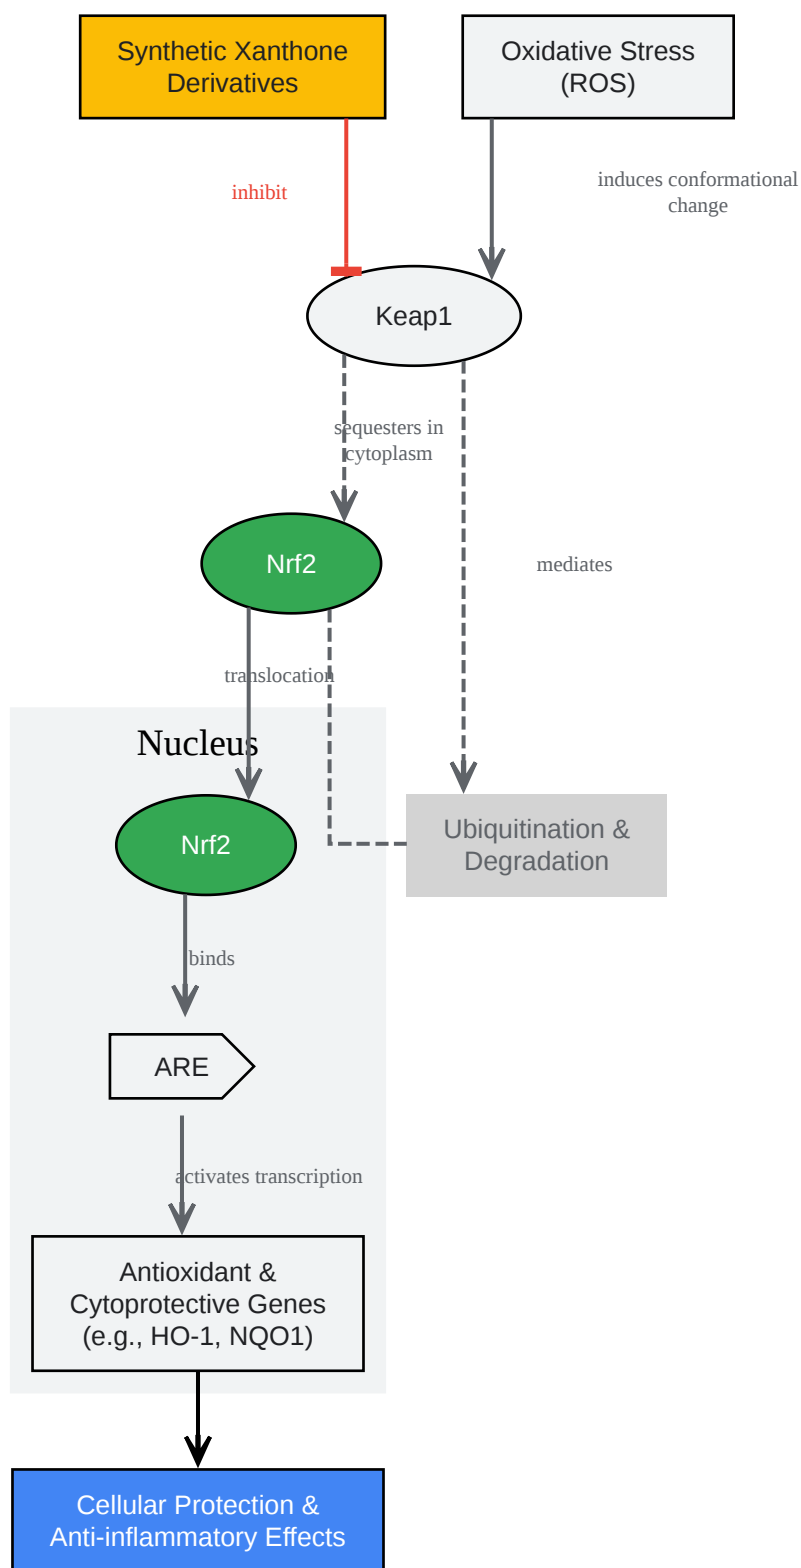 Synthetic Xanthone
Derivatives
Oxidative Stress
(ROS)
inhibit
induces conformational
change
Keap1
sequesters in
cytoplasm
Nrf2
mediates
translocation
Nucleus
Nrf2
Ubiquitination &
Degradation
binds
ARE
activates transcription
Antioxidant &
Cytoprotective Genes
(e.g., HO-1, NQO1)
Cellular Protection &
Anti-inflammatory Effects